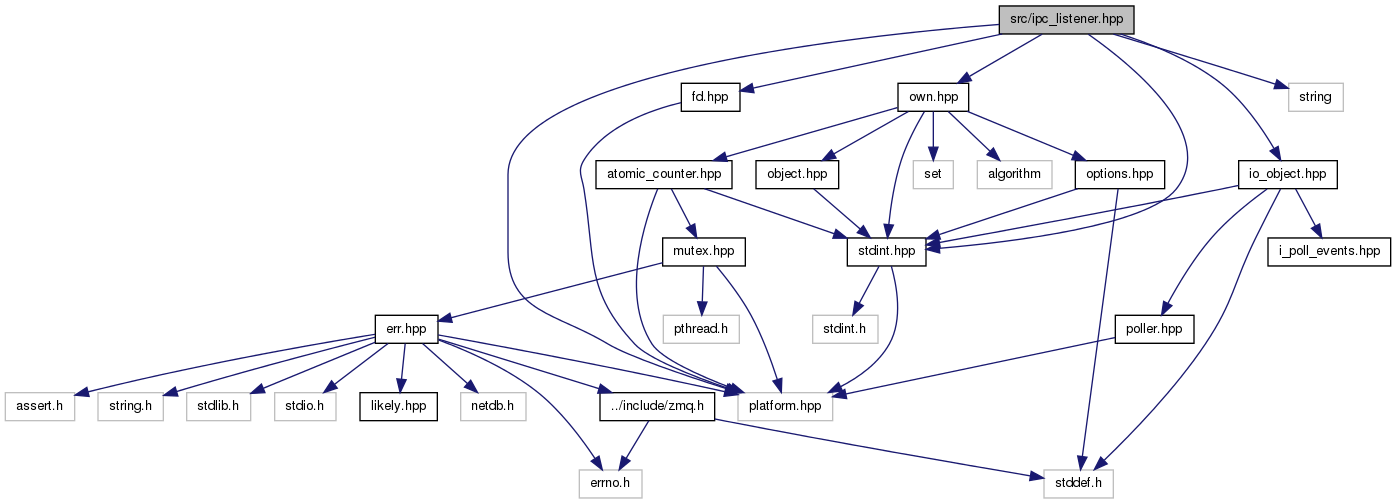 src/ipc_listener.hpp
fd.hpp
own.hpp
string
atomic_counter.hpp
object.hpp
set
algorithm
options.hpp
io_object.hpp
mutex.hpp
stdint.hpp
i_poll_events.hpp
err.hpp
pthread.h
stdint.h
poller.hpp
assert.h
string.h
stdlib.h
stdio.h
likely.hpp
netdb.h
../include/zmq.h
platform.hpp
errno.h
stddef.h